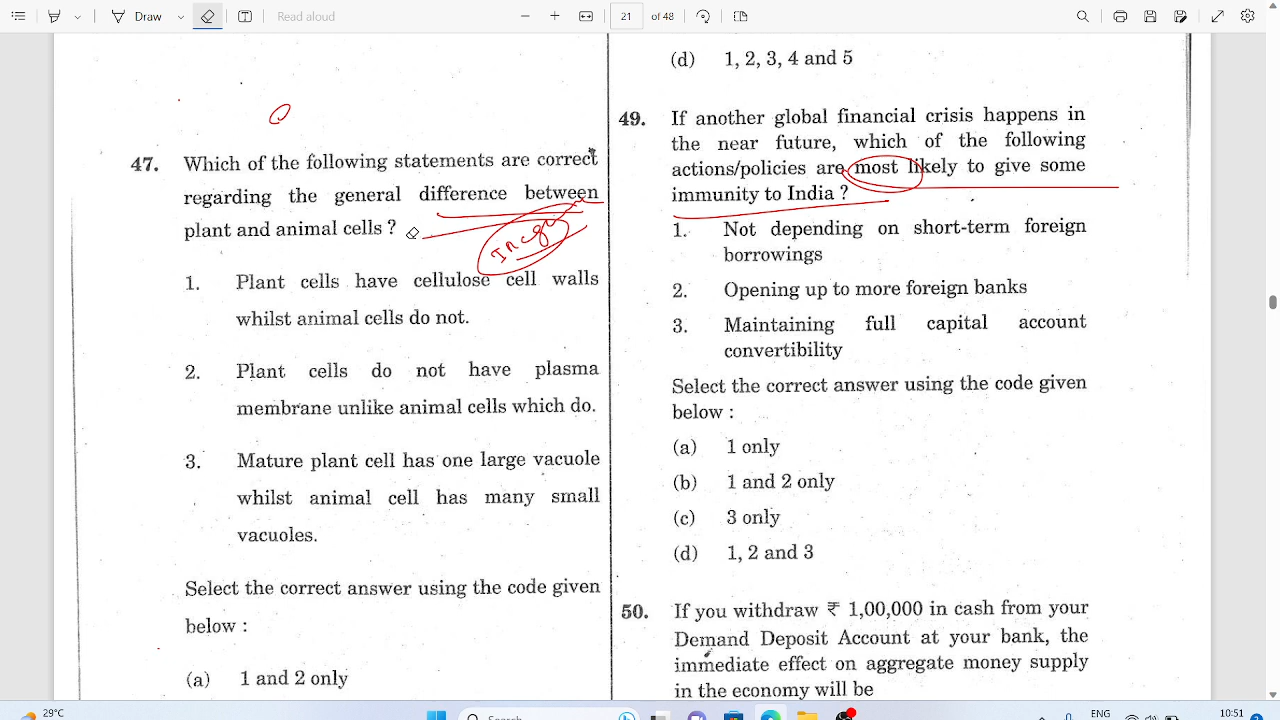 Draw
Read aloud
21
of 48
47. Which of the following statements are correct
regarding the general difference between
plant and animal cells ?
1. Plant cells have cellulose cell walls
whilst animal cells do not.
2. Plant cells do not have plasma
membrane unlike animal cells which do.
3. Mature plant cell has one large vacuole
whilst animal cell has many small
vacuoles.
Select the correct answer using the code given
below :
(a) 1 and 2 only
(d) 1, 2, 3, 4 and 5
49. If another global financial crisis happens in
the near future, which of the following
actions/policies are most likely to give some
immunity to India ?
1. Not depending on short-term foreign
borrowings
2. Opening up to more foreign banks
3. Maintaining full capital account
convertibility
Select the correct answer using the code given
below :
(a) 1 only
(b) 1 and 2 only
(c) 3 only
(d) 1, 2 and 3
50. If you withdraw ₹ 1,00,000 in cash from your
Demand Deposit Account at your bank, the
immediate effect on aggregate money supply
in the economy will be
29°C
Search
ENG
10:51